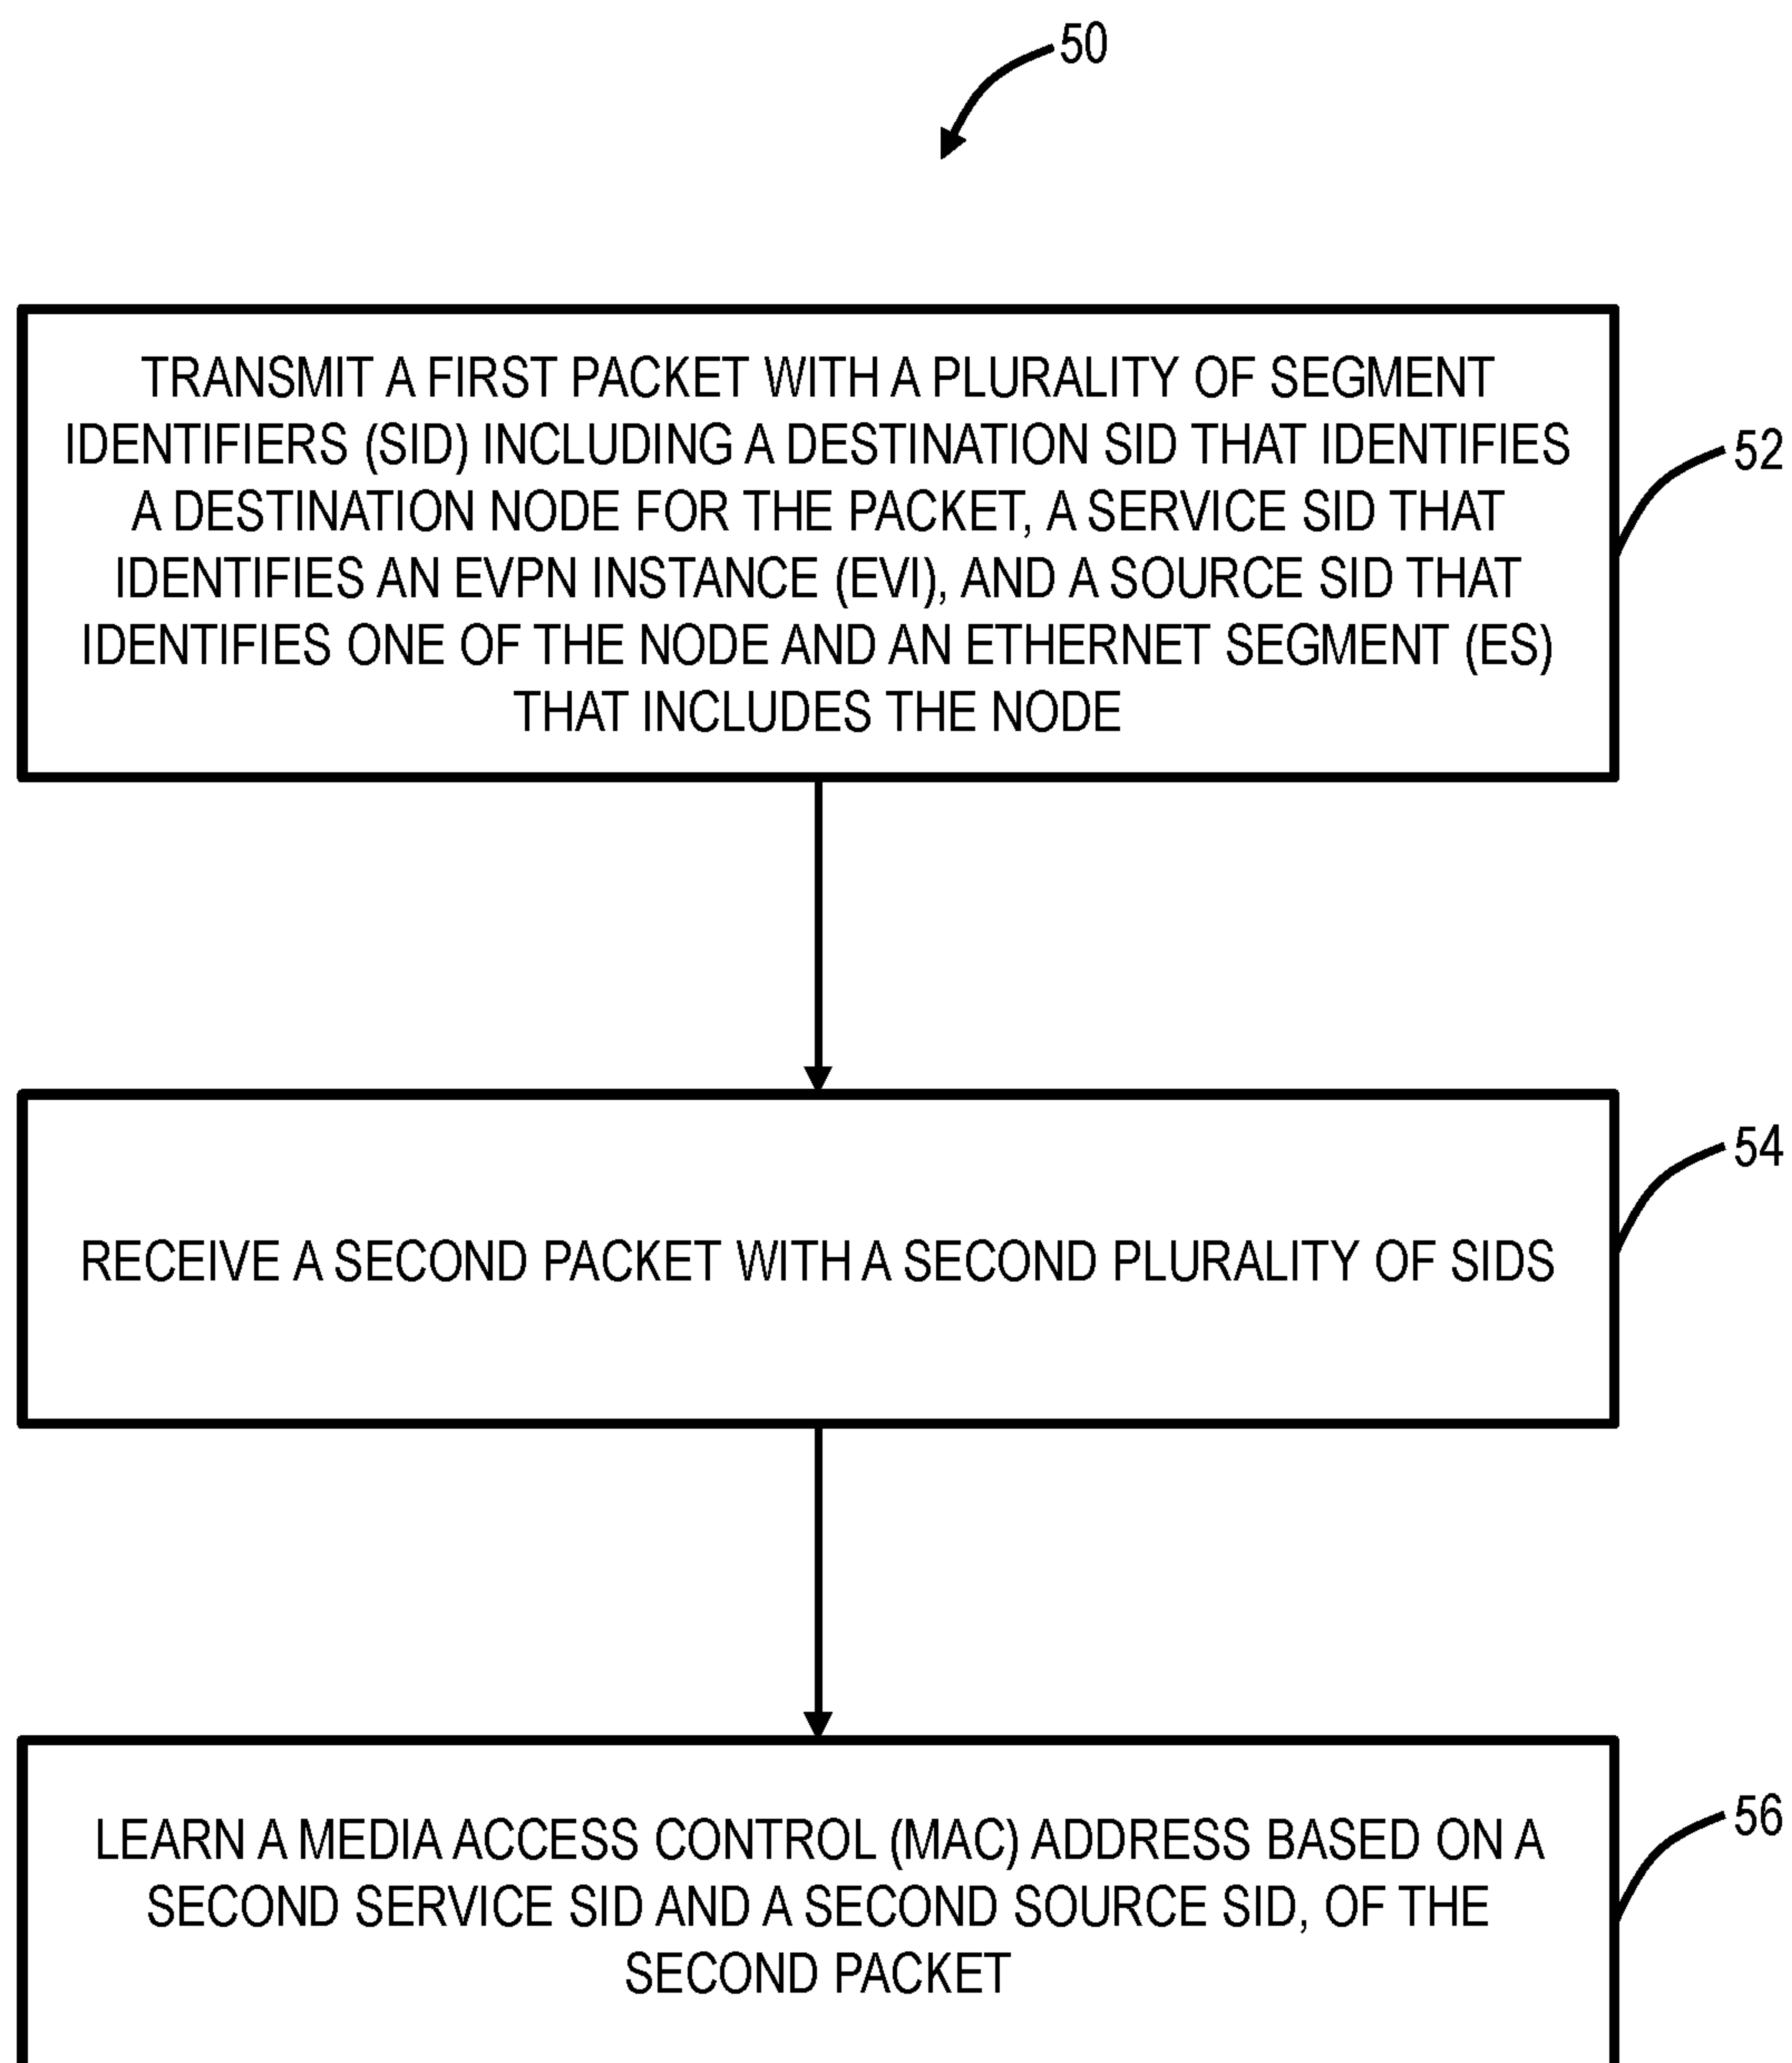 50
TRANSMIT A FIRST PACKET WITH A PLURALITY OF SEGMENT
IDENTIFIERS (SID) INCLUDING A DESTINATION SID THAT IDENTIFIES
A DESTINATION NODE FOR THE PACKET, A SERVICE SID THAT
IDENTIFIES AN EVPN INSTANCE (EVI), AND A SOURCE SID THAT
IDENTIFIES ONE OF THE NODE AND AN ETHERNET SEGMENT (ES)
THAT INCLUDES THE NODE
52
RECEIVE A SECOND PACKET WITH A SECOND PLURALITY OF SIDS
54
LEARN A MEDIA ACCESS CONTROL (MAC) ADDRESS BASED ON A
SECOND SERVICE SID AND A SECOND SOURCE SID, OF THE
SECOND PACKET
56